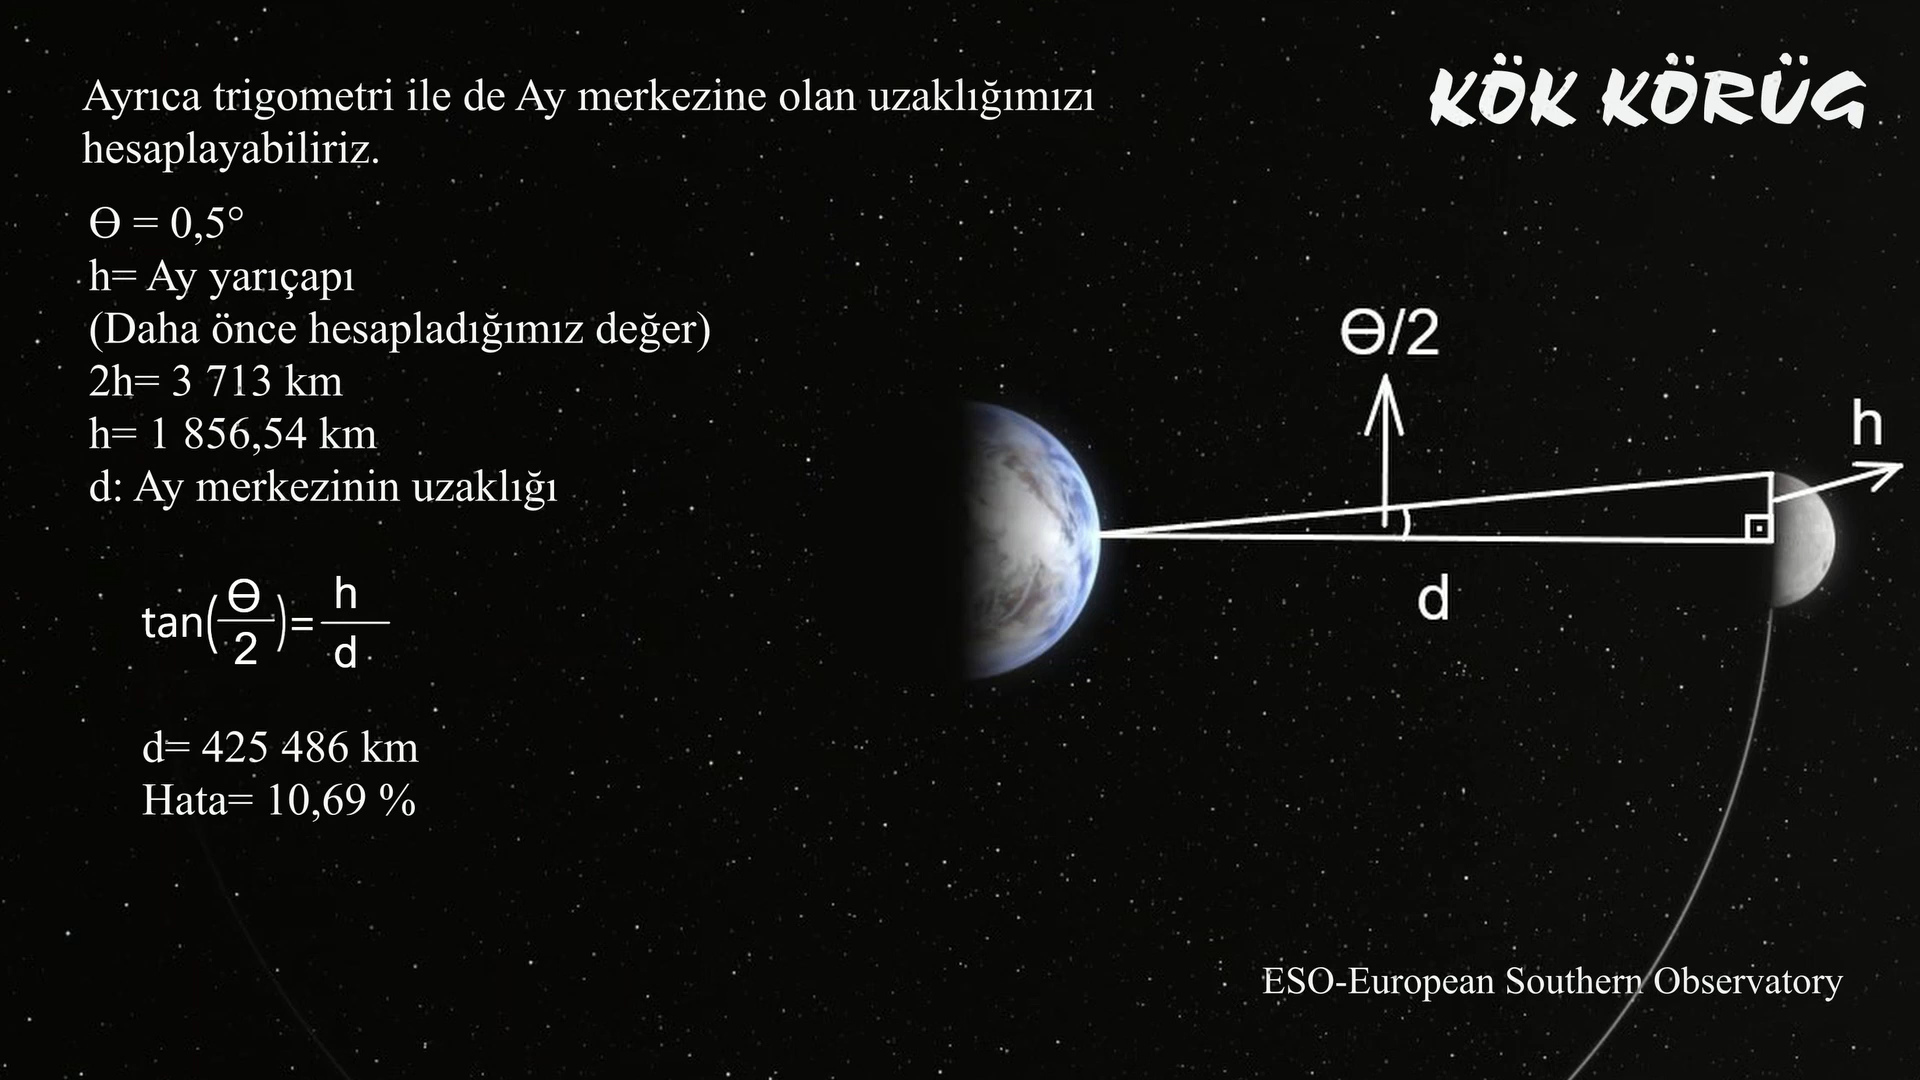 Ayrıca trigometri ile de Ay merkezine olan uzaklığımızı
hesaplayabiliriz.
KÖK KÖRÜG
Ɵ = 0,5°
h= Ay yarıçapı
(Daha önce hesapladığımız değer)
2h= 3 713 km
h= 1 856,54 km
d: Ay merkezinin uzaklığı
tan(Ɵ/2)=h/d
d= 425 486 km
Hata= 10,69 %
Ɵ/2
h
d
ESO-European Southern Observatory